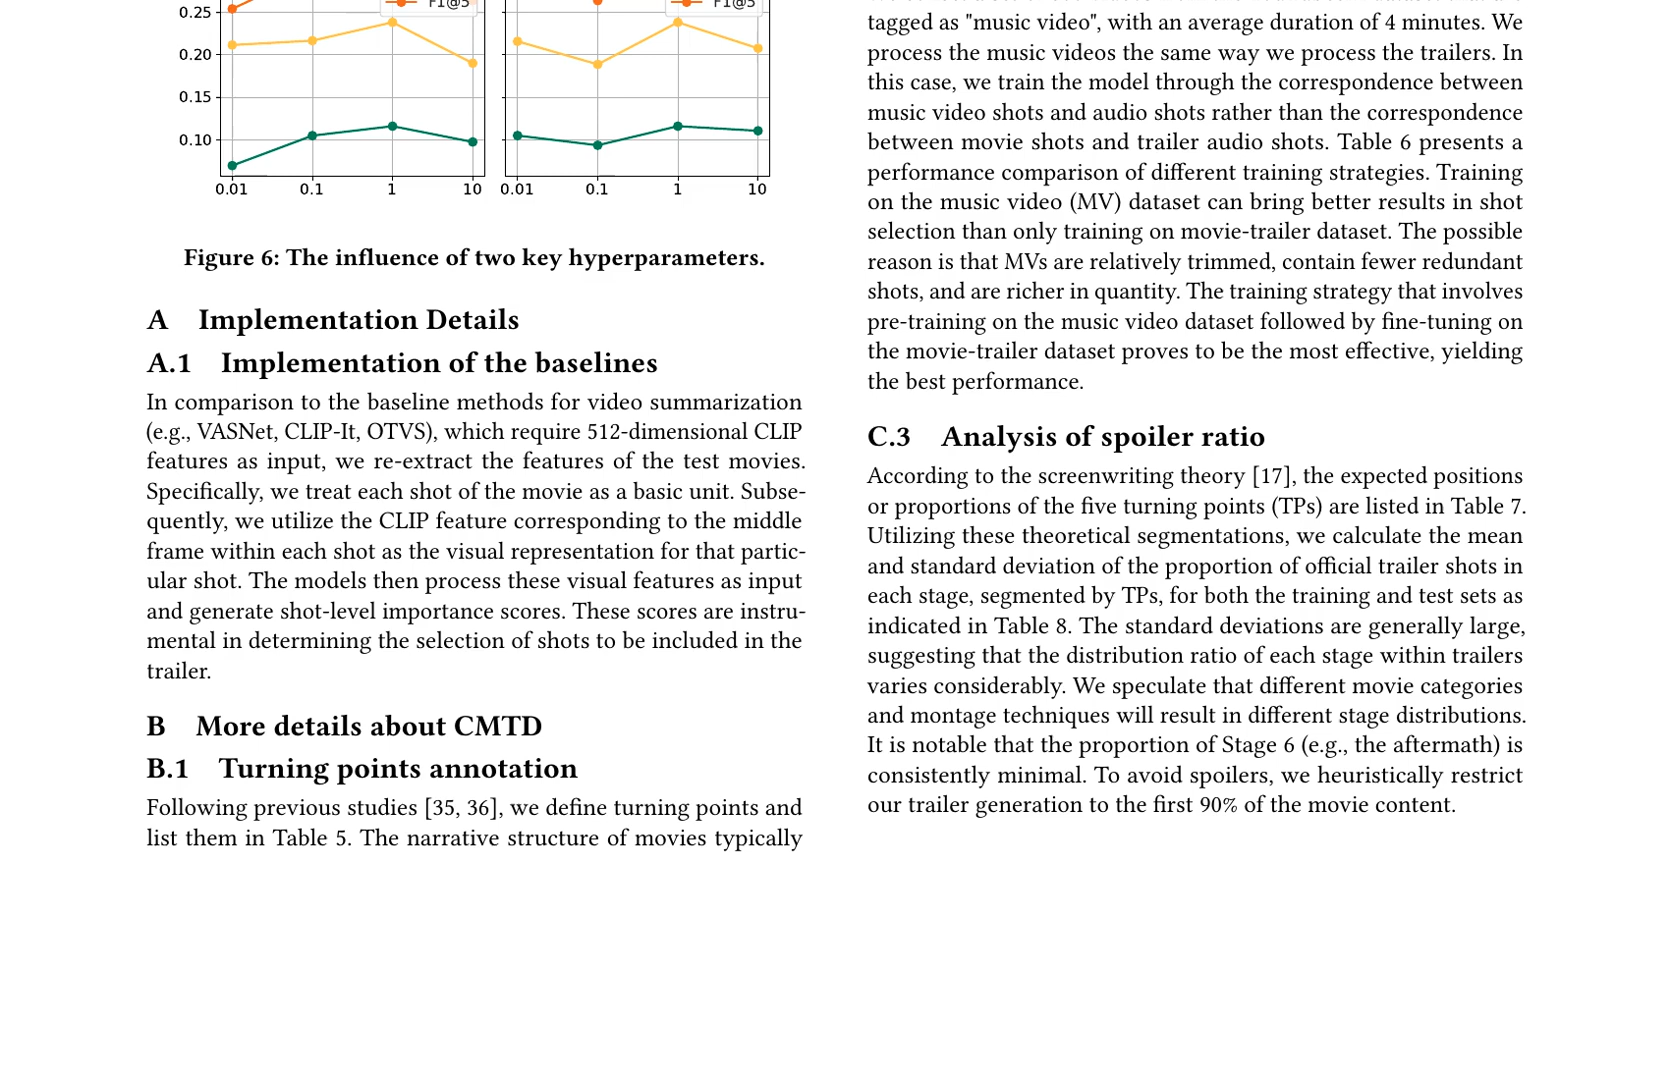 0.25
0.20
0.15
0.10
F1@5
F1@5
0.01 0.1 1 10 0.01 0.1 1 10
Figure 6: The influence of two key hyperparameters.
A Implementation Details
A.1 Implementation of the baselines
In comparison to the baseline methods for video summarization
(e.g., VASNet, CLIP-It, OTVS), which require 512-dimensional CLIP
features as input, we re-extract the features of the test movies.
Specifically, we treat each shot of the movie as a basic unit. Subse-
quently, we utilize the CLIP feature corresponding to the middle
frame within each shot as the visual representation for that partic-
ular shot. The models then process these visual features as input
and generate shot-level importance scores. These scores are instru-
mental in determining the selection of shots to be included in the
trailer.
B More details about CMTD
B.1 Turning points annotation
Following previous studies [35, 36], we define turning points and
list them in Table 5. The narrative structure of movies typically
tagged as "music video", with an average duration of 4 minutes. We
process the music videos the same way we process the trailers. In
this case, we train the model through the correspondence between
music video shots and audio shots rather than the correspondence
between movie shots and trailer audio shots. Table 6 presents a
performance comparison of different training strategies. Training
on the music video (MV) dataset can bring better results in shot
selection than only training on movie-trailer dataset. The possible
reason is that MVs are relatively trimmed, contain fewer redundant
shots, and are richer in quantity. The training strategy that involves
pre-training on the music video dataset followed by fine-tuning on
the movie-trailer dataset proves to be the most effective, yielding
the best performance.
C.3 Analysis of spoiler ratio
According to the screenwriting theory [17], the expected positions
or proportions of the five turning points (TPs) are listed in Table 7.
Utilizing these theoretical segmentations, we calculate the mean
and standard deviation of the proportion of official trailer shots in
each stage, segmented by TPs, for both the training and test sets as
indicated in Table 8. The standard deviations are generally large,
suggesting that the distribution ratio of each stage within trailers
varies considerably. We speculate that different movie categories
and montage techniques will result in different stage distributions.
It is notable that the proportion of Stage 6 (e.g., the aftermath) is
consistently minimal. To avoid spoilers, we heuristically restrict
our trailer generation to the first 90% of the movie content.